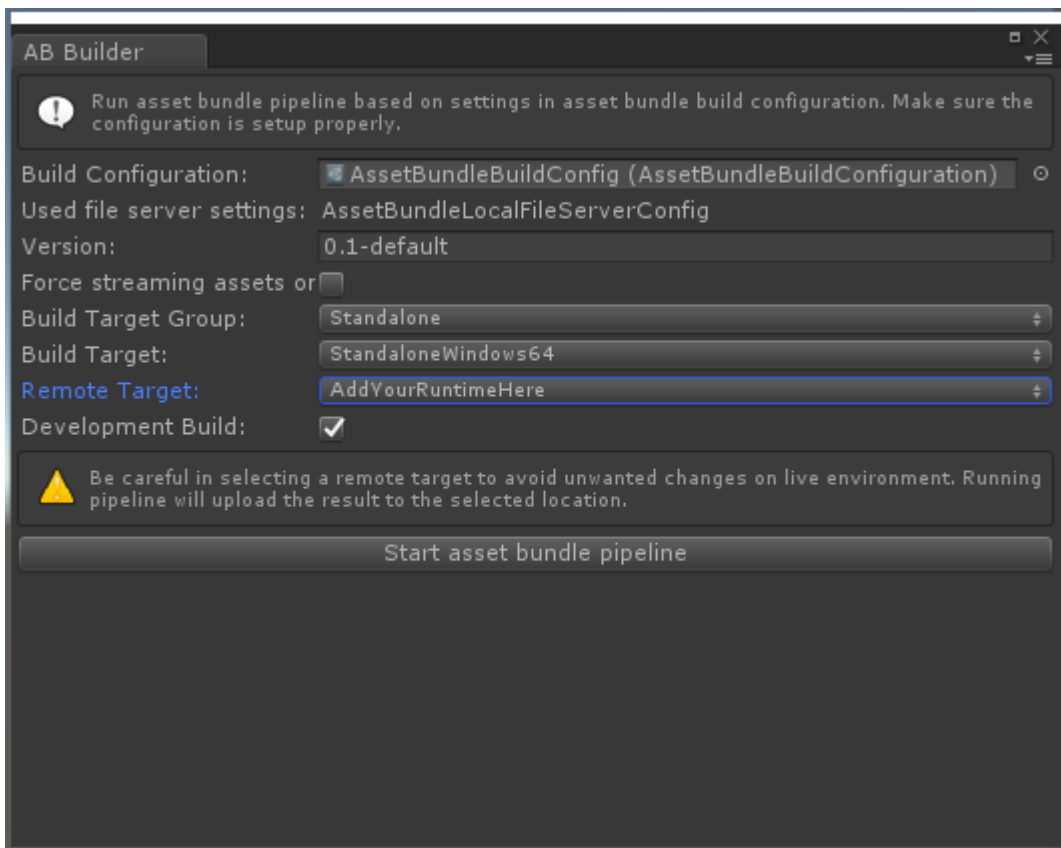 AB Builder
Run asset bundle pipeline based on settings in asset bundle build configuration. Make sure the
configuration is setup properly.
Build Configuration: AssetBundleBuildConfig (AssetBundleBuildConfiguration)
Used file server settings: AssetBundleLocalFileServerConfig
Version: 0.1-default
Force streaming assets or
Build Target Group: Standalone
Build Target: StandaloneWindows64
Remote Target: AddYourRuntimeHere
Development Build:
Be careful in selecting a remote target to avoid unwanted changes on live environment. Running
pipeline will upload the result to the selected location.
Start asset bundle pipeline